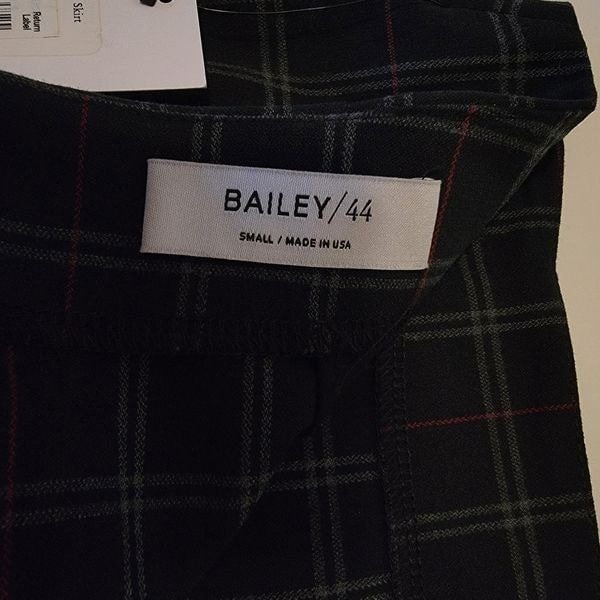 Skirt
Return
Label
BAILEY/44
SMALL / MADE IN USA